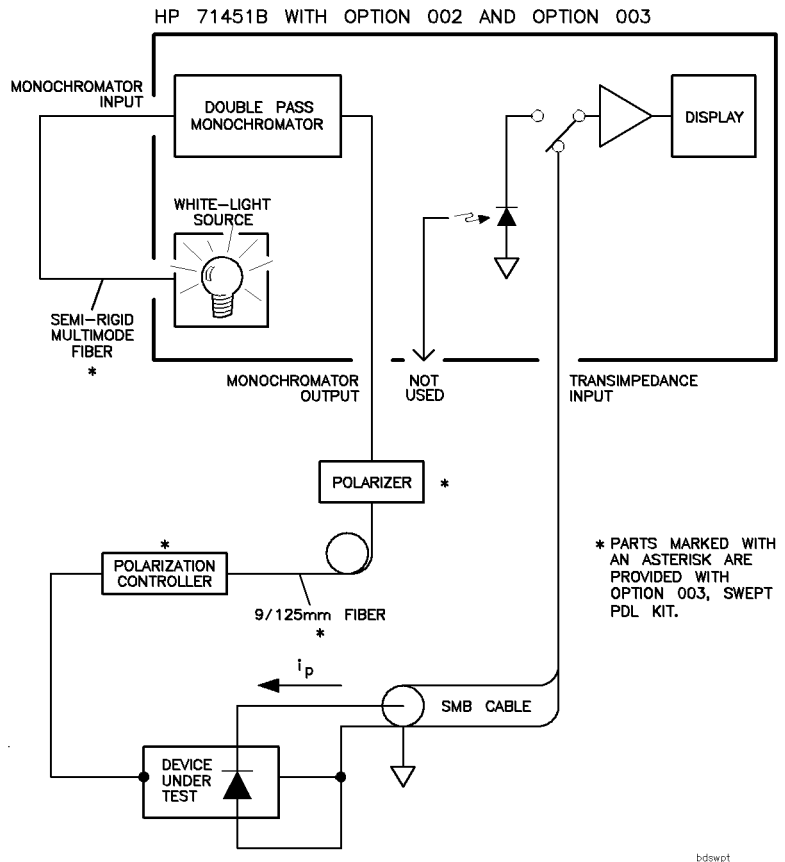 HP 71451B WITH OPTION 002 AND OPTION 003
MONOCHROMATOR
INPUT
DOUBLE PASS
MONOCHROMATOR
DISPLAY
WHITE-LIGHT
SOURCE
SEMI-RIGID
MULTIMODE
FIBER
*
MONOCHROMATOR
OUTPUT
NOT
USED
TRANSIMPEDANCE
INPUT
POLARIZER *
*
POLARIZATION
CONTROLLER
9/125mm FIBER
*
* PARTS MARKED WITH
AN ASTERISK ARE
PROVIDED WITH
OPTION 003, SWEPT
PDL KIT.
ip
SMB CABLE
DEVICE
UNDER
TEST
bdswpt